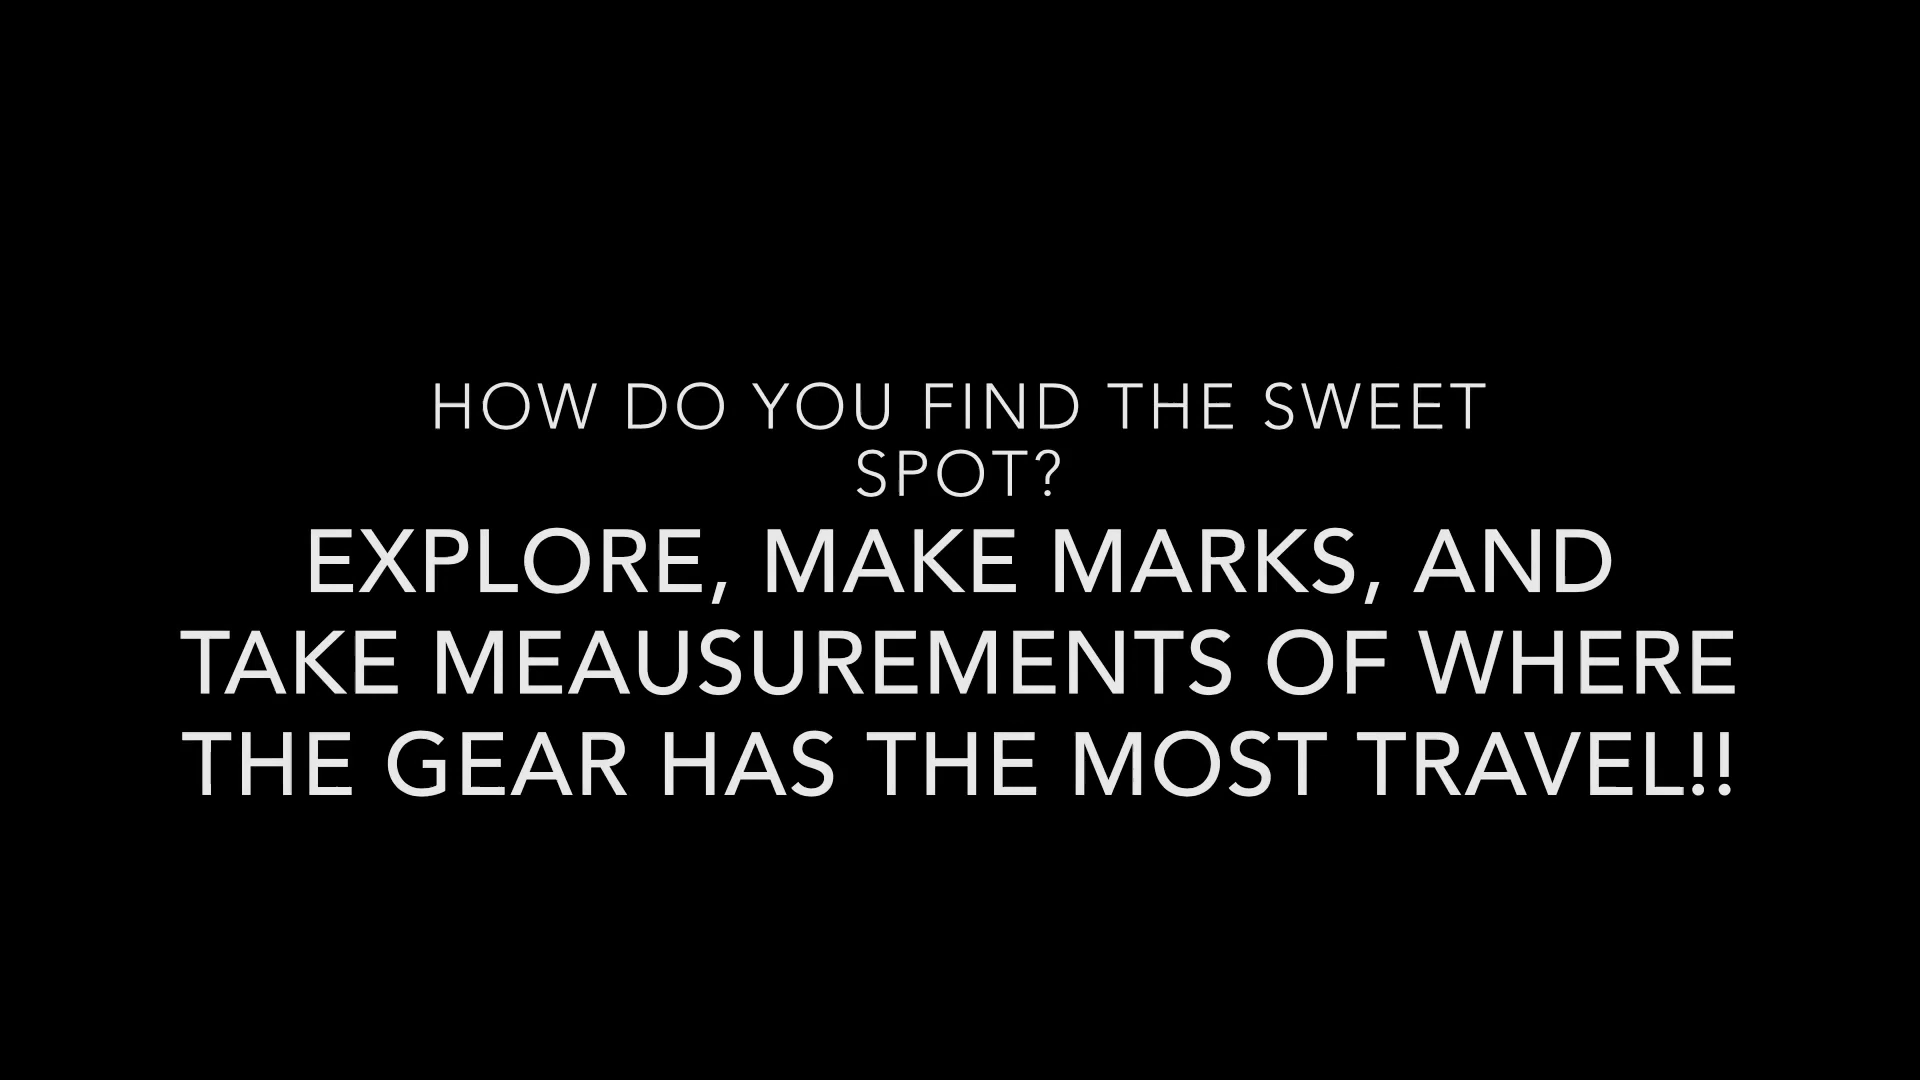 HOW DO YOU FIND THE SWEET
SPOT?
EXPLORE, MAKE MARKS, AND
TAKE MEAUSUREMENTS OF WHERE
THE GEAR HAS THE MOST TRAVEL!!